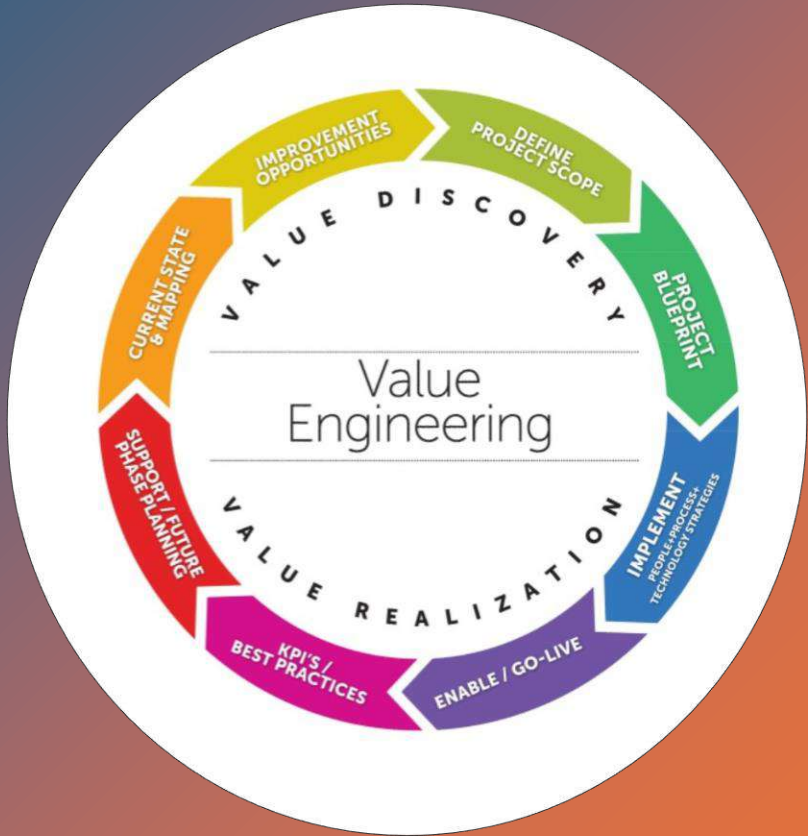 IMPROVEMENT
OPPORTUNITIES
DEFINE
PROJECT SCOPE
PROJECT
BLUEPRINT
IMPLEMENT
PEOPLE+PROCESS+
TECHNOLOGY STRATEGIES
ENABLE / GO-LIVE
KPI'S /
BEST PRACTICES
SUPPORT / FUTURE
PHASE PLANNING
CURRENT STATE
& MAPPING
VALUE DISCOVERY
Value
Engineering
VALUE REALIZATION